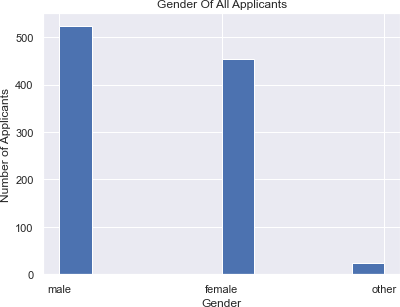 Gender Of All Applicants
Number of Applicants
500
400
300
200
100
0
male female other
Gender